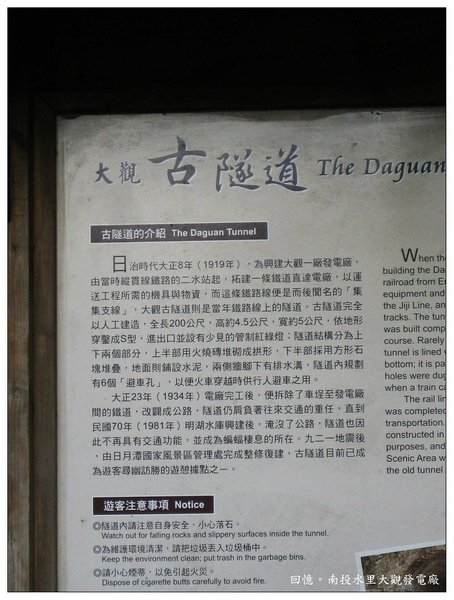 大觀 古隧道 The Daguan
古隧道的介紹 The Daguan Tunnel
日治時代大正8年（1919年），為興建大觀一廠發電廠，
由當時縱貫線鐵路的二水站起，拓建一條鐵道直達電廠，以運
送工程所需的機具與物資，而這條鐵路線便是而後聞名的「集
集支線」，大觀古隧道則是當年鐵路線上的隧道。古隧道完全
以人工建造，全長200公尺，高約4.5公尺，寬約5公尺，依地形
穿鑿成S型，進出口並設有少見的管制紅綠燈；隧道結構分為上
下兩個部分，上半部用火燒磚堆砌成拱形，下半部採用方形石
塊堆疊，地面則鋪設水泥，兩側牆腳下有排水溝，隧道內規劃
有6個「避車孔」，以便火車穿越時供行人避車之用。
大正23年（1934年）電廠完工後，便拆除了車埕至發電廠
間的鐵道，改闢成公路，隧道仍肩負著往來交通的重任，直到
民國70年（1981年）明湖水庫興建後，淹沒了公路，隧道也因
此不再具有交通功能，並成為蝙蝠棲息的所在。九二一地震後
，由日月潭國家風景區管理處完成整修復建，古隧道目前已成
為遊客尋幽訪勝的遊憩據點之一。
遊客注意事項 Notice
◎隧道內請注意自身安全，小心落石。
Watch out for falling rocks and slippery surfaces inside the tunnel.
◎為維護環境清潔，請把垃圾丟入垃圾桶中。
Keep the environment clean; put trash in the garbage bins.
◎請小心煙蒂，以免引起火災。
Dispose of cigarette butts carefully to avoid fire.
When the
building the Da
railroad from Er
equipment and
the Jiji Line, an
tracks. The tun
was built comp
course. Rarely
tunnel is lined
bottom; it is pa
holes were dug
when a train ca
The rail lin
was completed
transportation.
constructed in
purposes, and
Scenic Area w
the old tunnel
回憶。南投水里大觀發電廠